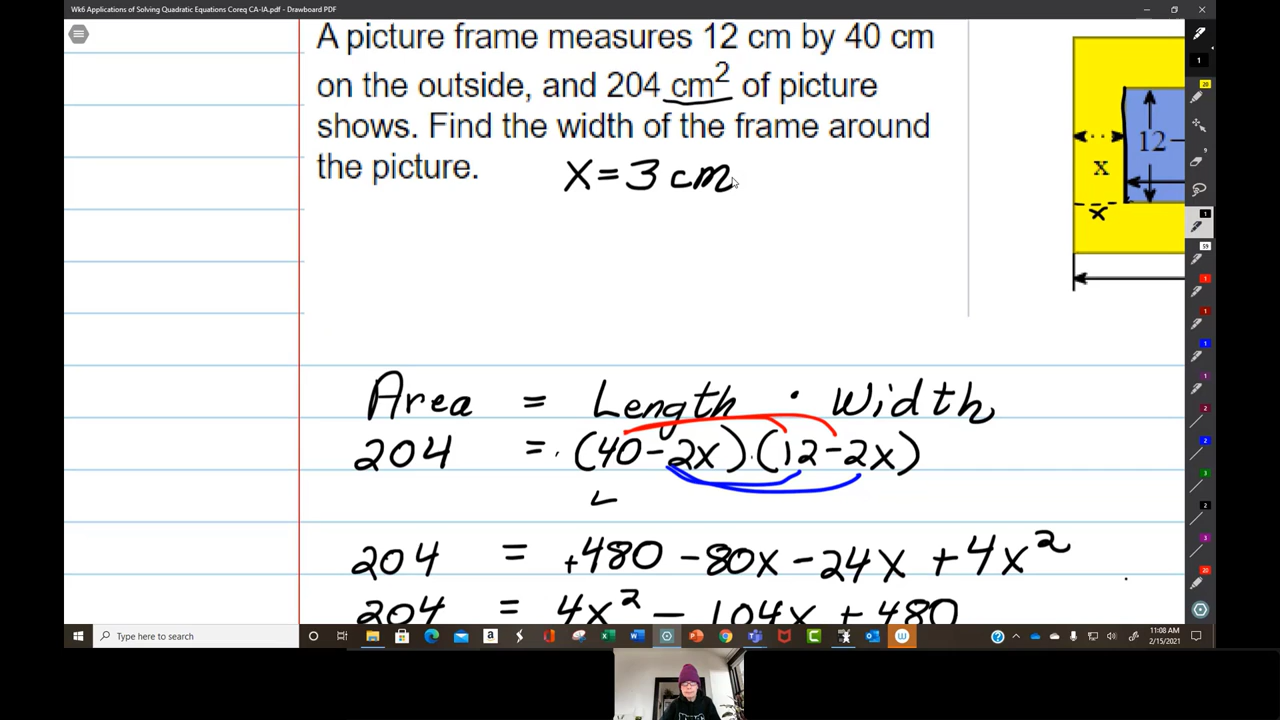 Wk6 Applications of Solving Quadratic Equations Coreq CA-IA.pdf - Drawboard PDF
A picture frame measures 12 cm by 40 cm
on the outside, and 204 cm² of picture
shows. Find the width of the frame around
the picture.
x = 3 cm
12
x
x
Area = Length · Width
204 = (40 - 2x) · (12 - 2x)
L
204 = +480 - 80x - 24x + 4x²
204 = 4x² - 104x + 480
Type here to search
11:08 AM
2/15/2021